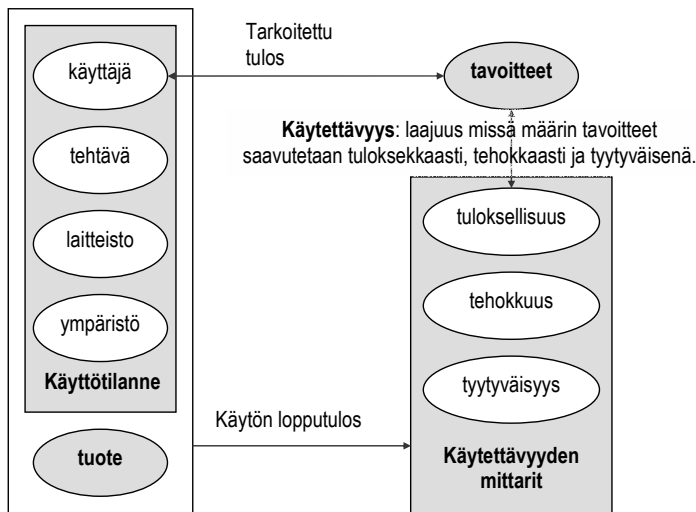 käyttäjä
tehtävä
laitteisto
ympäristö
Käyttötilanne
tuote
Tarkoitettu
tulos
tavoitteet
Käytettävyys: laajuus missä määrin tavoitteet
saavutetaan tuloksekkaasti, tehokkaasti ja tyytyväisenä.
tuloksellisuus
tehokkuus
tyytyväisyys
Käytettävyyden
mittarit
Käytön lopputulos